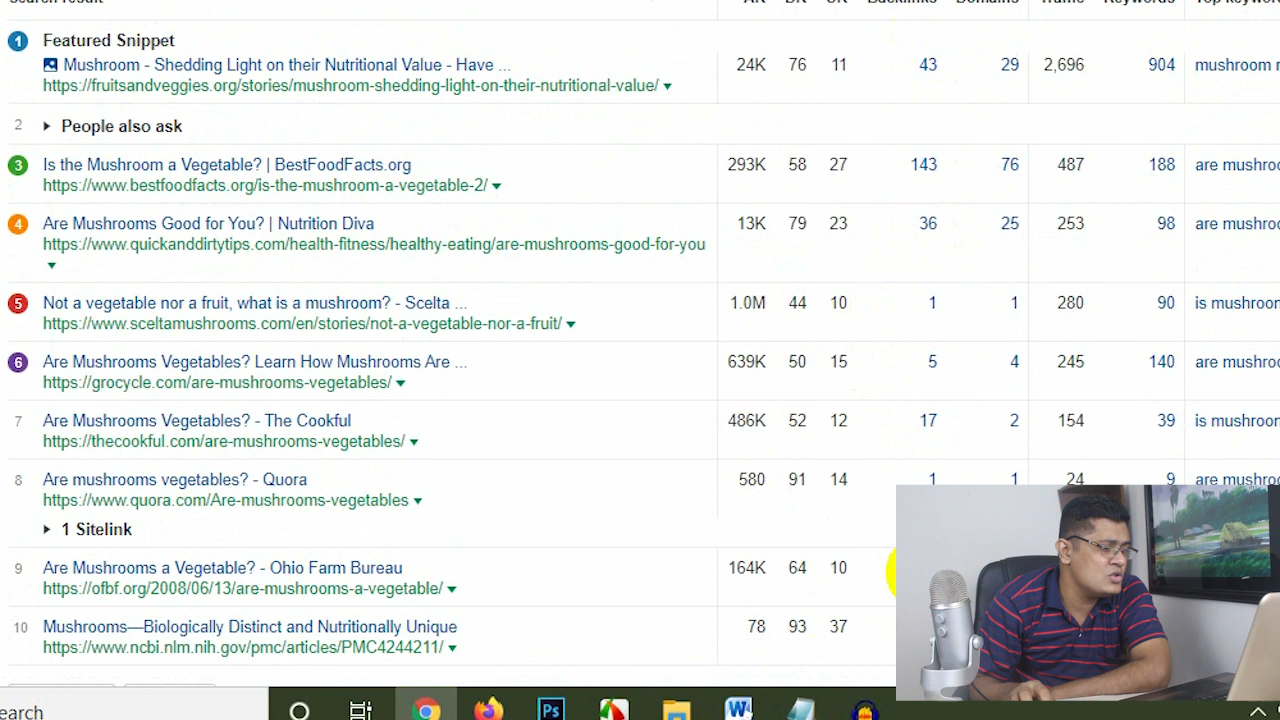 Search result AR DR UR Backlinks Domains Traffic Keywords
1 Featured Snippet
Mushroom - Shedding Light on their Nutritional Value - Have ... 24K 76 11 43 29 2,696 904 mushroom
https://fruitsandveggies.org/stories/mushroom-shedding-light-on-their-nutritional-value/
2 People also ask
3 Is the Mushroom a Vegetable? | BestFoodFacts.org 293K 58 27 143 76 487 188 are mushro
https://www.bestfoodfacts.org/is-the-mushroom-a-vegetable-2/
4 Are Mushrooms Good for You? | Nutrition Diva 13K 79 23 36 25 253 98 are mushro
https://www.quickanddirtytips.com/health-fitness/healthy-eating/are-mushrooms-good-for-you
5 Not a vegetable nor a fruit, what is a mushroom? - Scelta ... 1.0M 44 10 1 1 280 90 is mushroon
https://www.sceltamushrooms.com/en/stories/not-a-vegetable-nor-a-fruit/
6 Are Mushrooms Vegetables? Learn How Mushrooms Are ... 639K 50 15 5 4 245 140 are mushro
https://grocycle.com/are-mushrooms-vegetables/
7 Are Mushrooms Vegetables? - The Cookful 486K 52 12 17 2 154 39 is mushroon
https://thecookful.com/are-mushrooms-vegetables/
8 Are mushrooms vegetables? - Quora 580 91 14 1 1 24 9 are mushro
https://www.quora.com/Are-mushrooms-vegetables
1 Sitelink
9 Are Mushrooms a Vegetable? - Ohio Farm Bureau 164K 64 10
https://ofbf.org/2008/06/13/are-mushrooms-a-vegetable/
10 Mushrooms—Biologically Distinct and Nutritionally Unique 78 93 37
https://www.ncbi.nlm.nih.gov/pmc/articles/PMC4244211/
earch Ps W